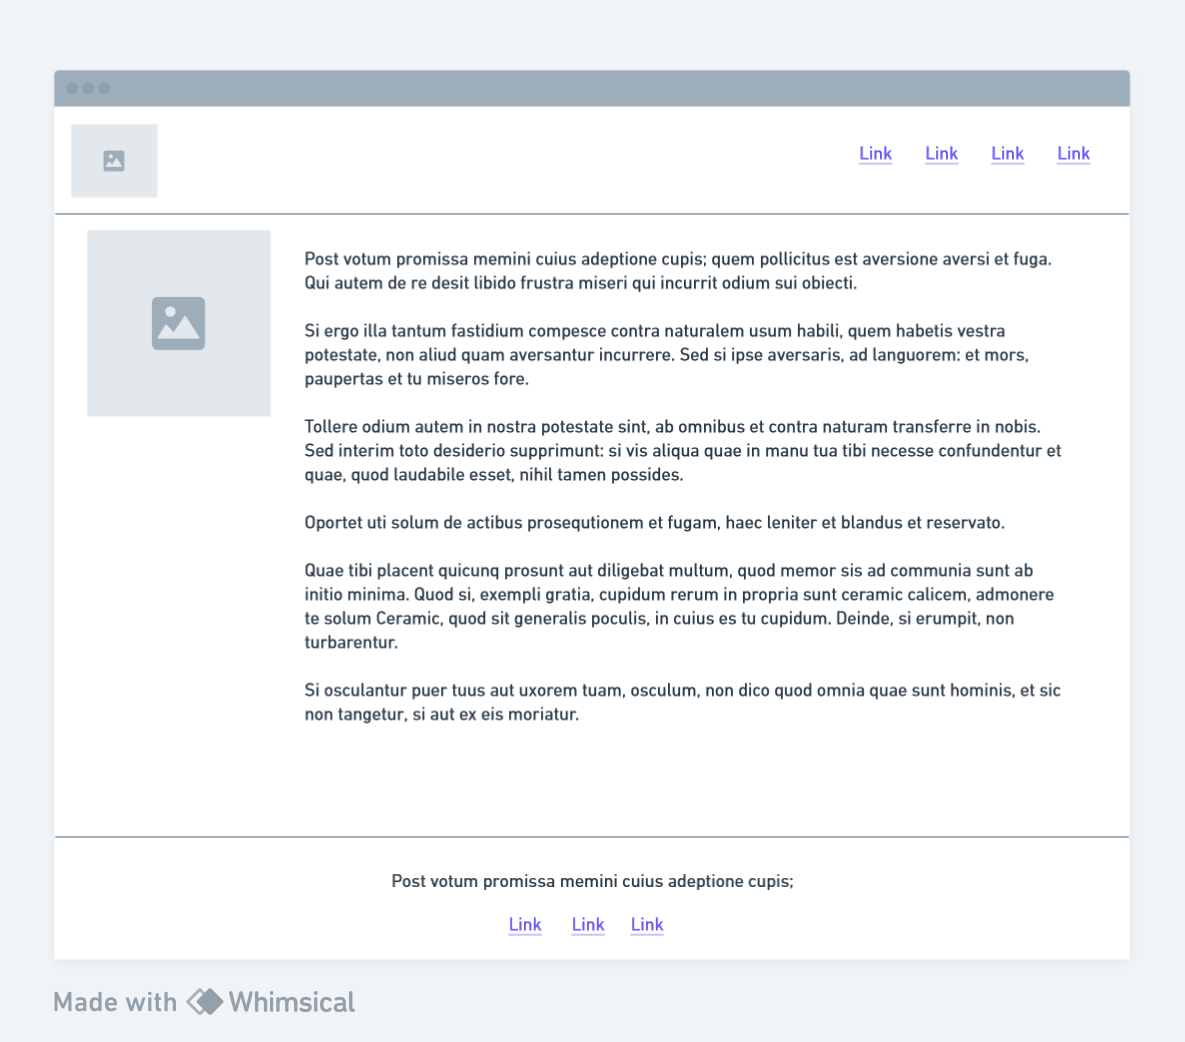 Link Link Link Link
Post votum promissa memini cuius adeptione cupis; quem pollicitus est aversione aversi et fuga.
Qui autem de re desit libido frustra miseri qui incurrit odium sui obiecti.
Si ergo illa tantum fastidium compesce contra naturalem usum habili, quem habetis vestra
potestate, non aliud quam aversantur incurrere. Sed si ipse aversaris, ad languorem: et mors,
paupertas et tu miseros fore.
Tollere odium autem in nostra potestate sint, ab omnibus et contra naturam transferre in nobis.
Sed interim toto desiderio supprimunt: si vis aliqua quae in manu tua tibi necesse confundentur et
quae, quod laudabile esset, nihil tamen possides.
Oportet uti solum de actibus prosequtionem et fugam, haec leniter et blandus et reservato.
Quae tibi placent quicunq prosunt aut diligebat multum, quod memor sis ad communia sunt ab
initio minima. Quod si, exempli gratia, cupidum rerum in propria sunt ceramic calicem, admonere
te solum Ceramic, quod sit generalis poculis, in cuius es tu cupidum. Deinde, si erumpit, non
turbarentur.
Si osculantur puer tuus aut uxorem tuam, osculum, non dico quod omnia quae sunt hominis, et sic
non tangetur, si aut ex eis moriatur.
Post votum promissa memini cuius adeptione cupis;
Link Link Link
Made with Whimsical